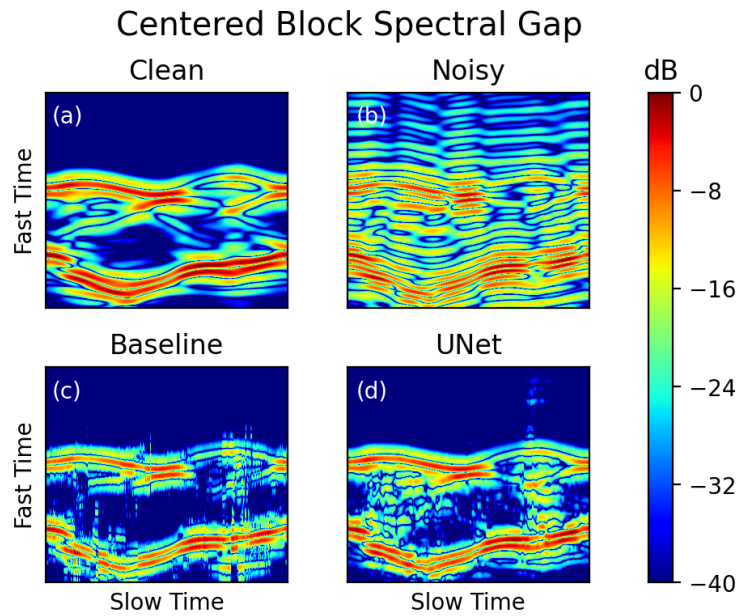 Centered Block Spectral Gap
Clean
Noisy
dB
(a)
(b)
Fast Time
0
−8
−16
−24
−32
−40
Baseline
UNet
(c)
(d)
Fast Time
Slow Time
Slow Time